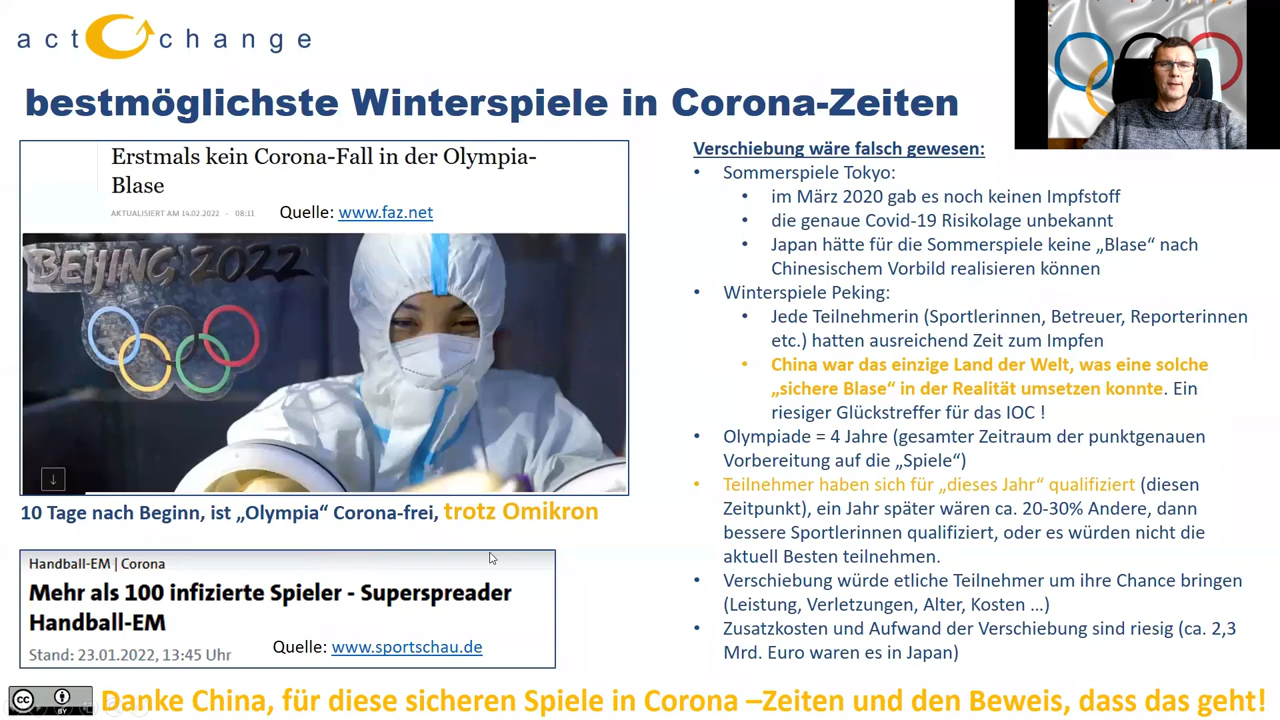 act change
bestmöglichste Winterspiele in Corona-Zeiten
Erstmals kein Corona-Fall in der Olympia-
Blase
AKTUALISIERT AM 14.02.2022 - 08:11
Quelle: www.faz.net
BEIJING 2022
10 Tage nach Beginn, ist „Olympia“ Corona-frei, trotz Omikron
Handball-EM | Corona
Mehr als 100 infizierte Spieler - Superspreader
Handball-EM
Stand: 23.01.2022, 13:45 Uhr
Quelle: www.sportschau.de
Verschiebung wäre falsch gewesen:
• Sommerspiele Tokyo:
• im März 2020 gab es noch keinen Impfstoff
• die genaue Covid-19 Risikolage unbekannt
• Japan hätte für die Sommerspiele keine „Blase“ nach
Chinesischem Vorbild realisieren können
• Winterspiele Peking:
• Jede Teilnehmerin (Sportlerinnen, Betreuer, Reporterinnen
etc.) hatten ausreichend Zeit zum Impfen
• China war das einzige Land der Welt, was eine solche
„sichere Blase“ in der Realität umsetzen konnte. Ein
riesiger Glückstreffer für das IOC !
• Olympiade = 4 Jahre (gesamter Zeitraum der punktgenauen
Vorbereitung auf die „Spiele“)
• Teilnehmer haben sich für „dieses Jahr“ qualifiziert (diesen
Zeitpunkt), ein Jahr später wären ca. 20-30% Andere, dann
bessere Sportlerinnen qualifiziert, oder es würden nicht die
aktuell Besten teilnehmen.
• Verschiebung würde etliche Teilnehmer um ihre Chance bringen
(Leistung, Verletzungen, Alter, Kosten …)
• Zusatzkosten und Aufwand der Verschiebung sind riesig (ca. 2,3
Mrd. Euro waren es in Japan)
cc BY
Danke China, für diese sicheren Spiele in Corona –Zeiten und den Beweis, dass das geht!